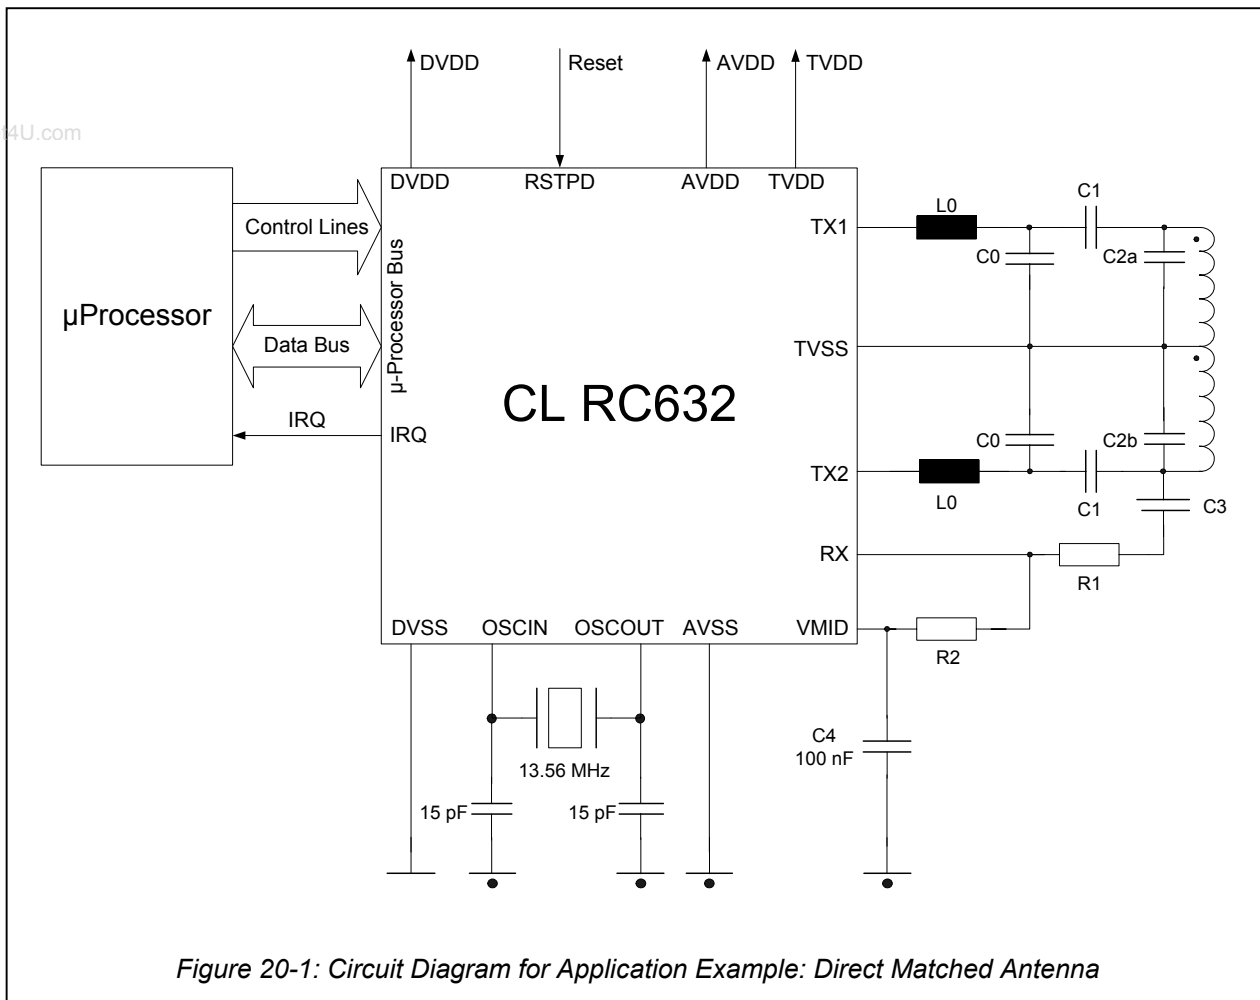 DVDD
Reset
AVDD
TVDD
t4U.com
DVDD
RSTPD
AVDD
TVDD
Control Lines
µProcessor
Data Bus
IRQ
IRQ
µ-Processor Bus
CL RC632
TX1
TVSS
TX2
RX
VMID
L0
C1
C0
C2a
C0
C2b
L0
C1
C3
R1
R2
DVSS
OSCIN
OSCOUT
AVSS
C4
100 nF
13.56 MHz
15 pF
15 pF
Figure 20-1: Circuit Diagram for Application Example: Direct Matched Antenna